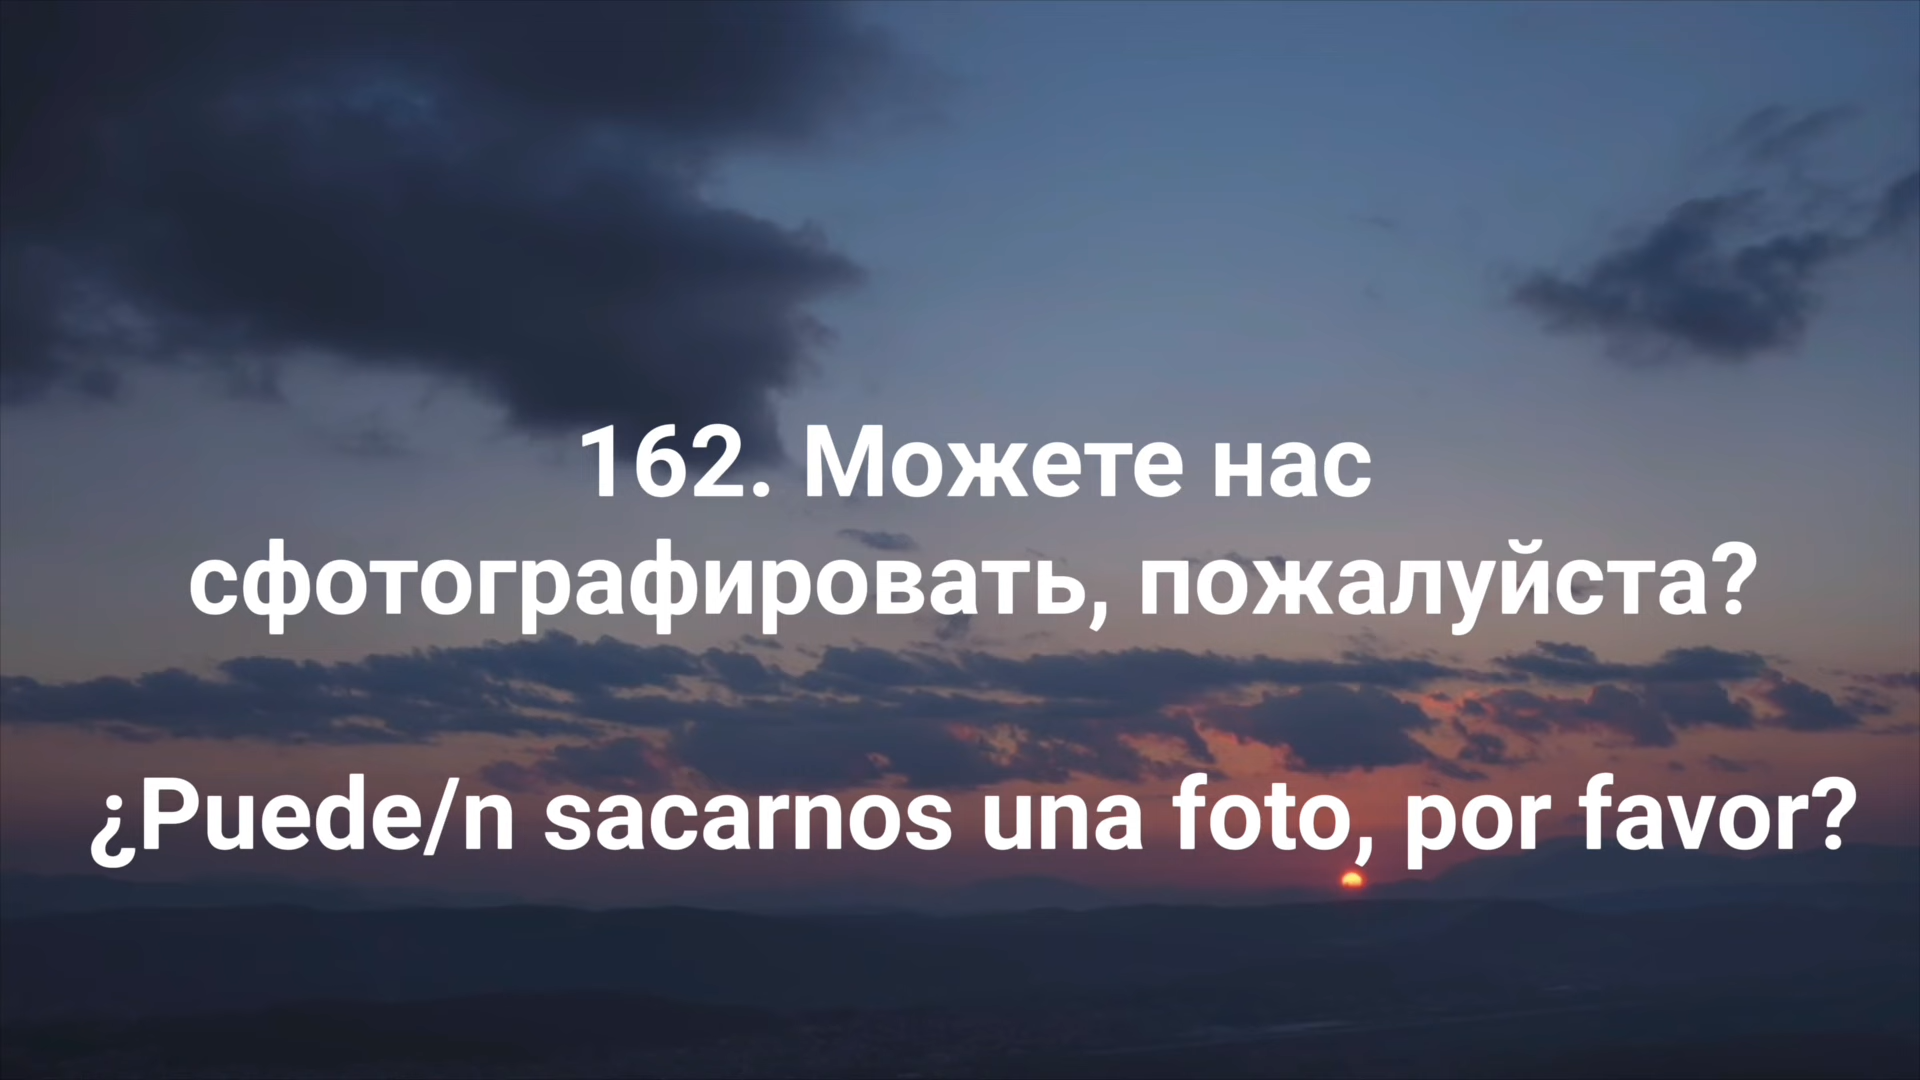 162. Можете нас
сфотографировать, пожалуйста?
¿Puede/n sacarnos una foto, por favor?